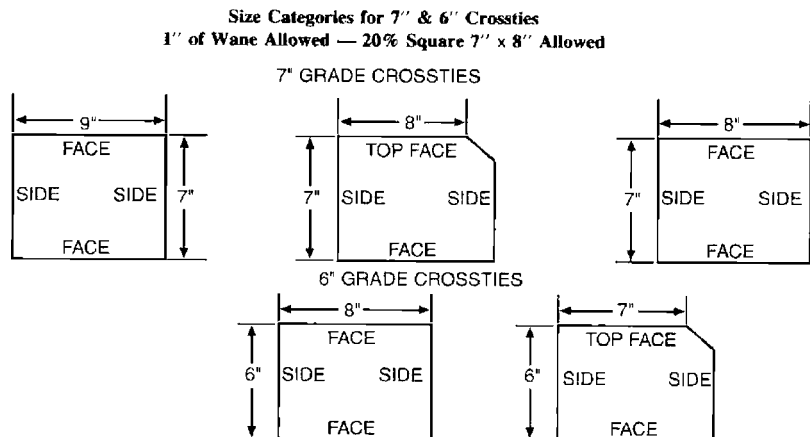 Size Categories for 7'' & 6'' Crossties
1'' of Wane Allowed — 20% Square 7'' x 8'' Allowed
7" GRADE CROSSTIES
9" 8" 8"
FACE TOP FACE FACE
SIDE SIDE 7" 7" SIDE SIDE 7" SIDE SIDE
FACE FACE FACE
6" GRADE CROSSTIES
8" 7"
FACE TOP FACE
6" SIDE SIDE 6" SIDE SIDE
FACE FACE